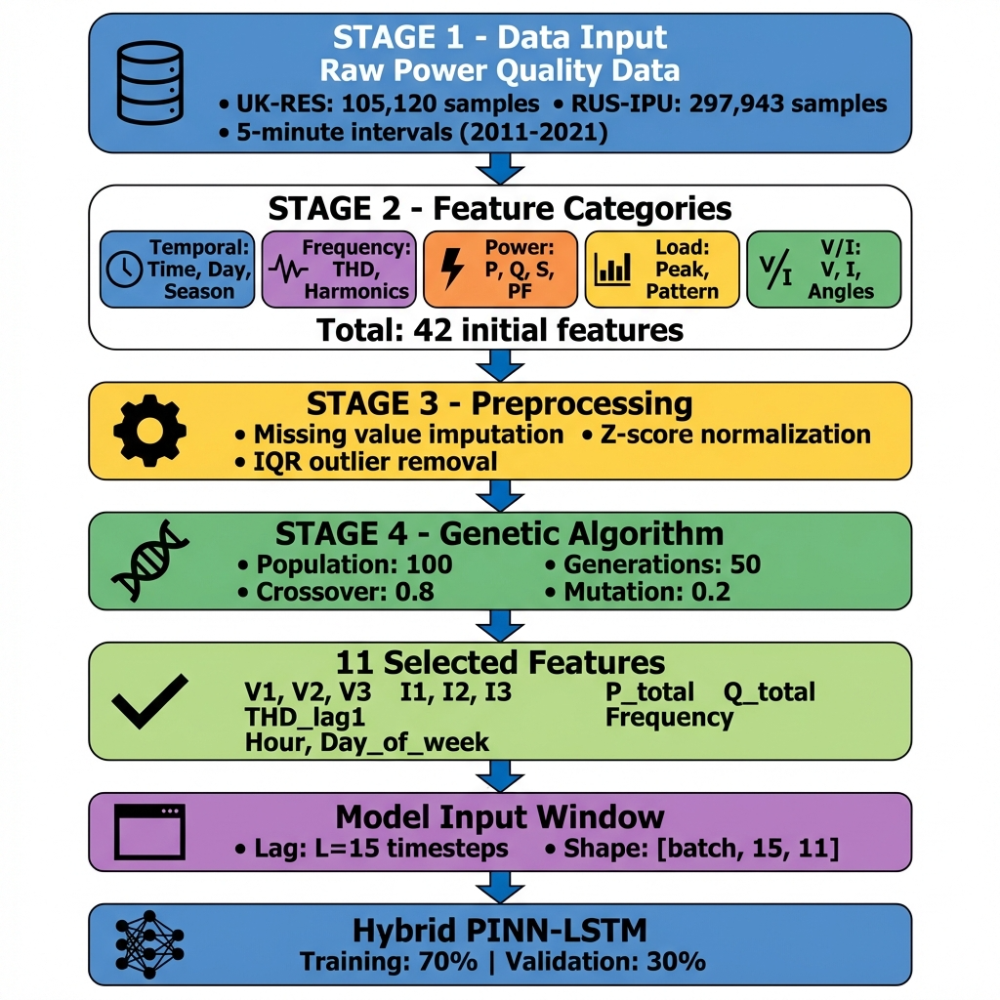 STAGE 1 - Data Input
Raw Power Quality Data
• UK-RES: 105,120 samples • RUS-IPU: 297,943 samples
• 5-minute intervals (2011-2021)
STAGE 2 - Feature Categories
Temporal:
Time, Day,
Season
Frequency:
THD,
Harmonics
Power:
P, Q, S,
PF
Load:
Peak,
Pattern
V/I
V/I:
V, I,
Angles
Total: 42 initial features
STAGE 3 - Preprocessing
• Missing value imputation • Z-score normalization
• IQR outlier removal
STAGE 4 - Genetic Algorithm
• Population: 100 • Generations: 50
• Crossover: 0.8 • Mutation: 0.2
11 Selected Features
V1, V2, V3 I1, I2, I3 P_total Q_total
THD_lag1 Frequency
Hour, Day_of_week
Model Input Window
• Lag: L=15 timesteps • Shape: [batch, 15, 11]
Hybrid PINN-LSTM
Training: 70% | Validation: 30%